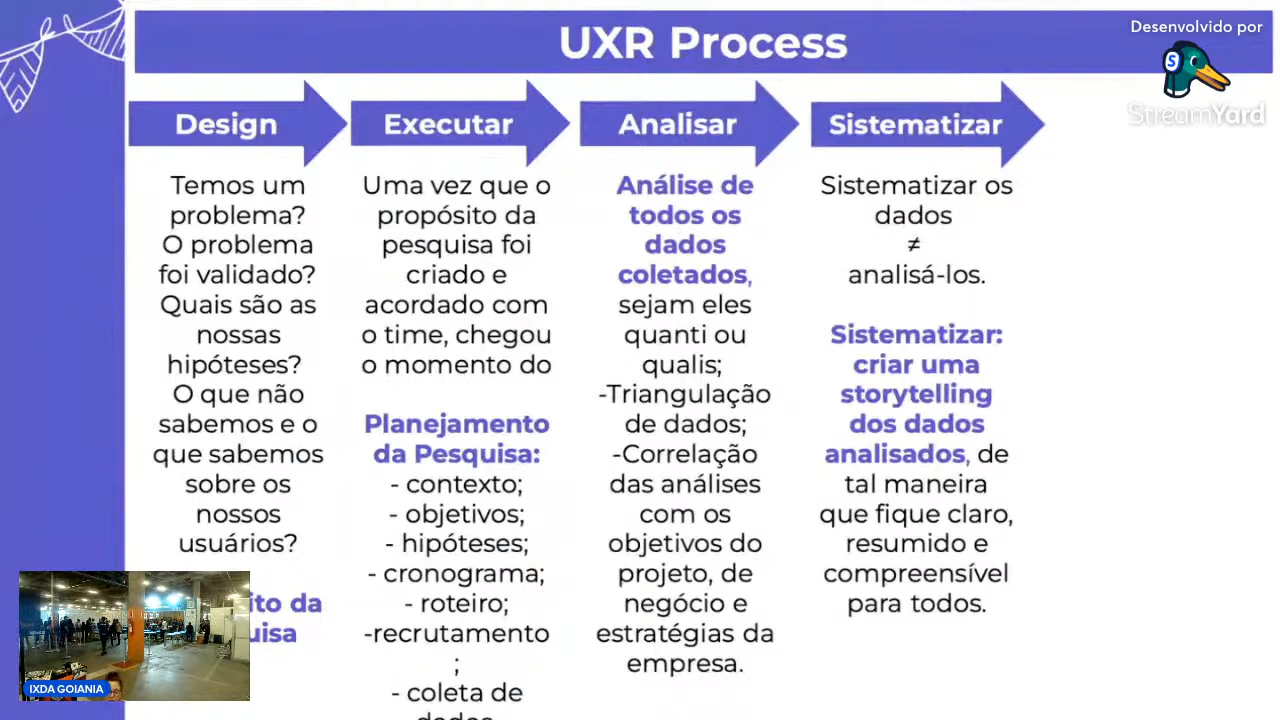 UXR Process
Desenvolvido por
S
StreamYard
Design
Executar
Analisar
Sistematizar
Temos um
problema?
O problema
foi validado?
Quais são as
nossas
hipóteses?
O que não
sabemos e o
que sabemos
sobre os
nossos
usuários?
Uma vez que o
propósito da
pesquisa foi
criado e
acordado com
o time, chegou
o momento do
Planejamento
da Pesquisa:
- contexto;
- objetivos;
- hipóteses;
- cronograma;
- roteiro;
-recrutamento
;
- coleta de
Análise de
todos os
dados
coletados,
sejam eles
quanti ou
qualis;
-Triangulação
de dados;
-Correlação
das análises
com os
objetivos do
projeto, de
negócio e
estratégias da
empresa.
Sistematizar os
dados
≠
analisá-los.
Sistematizar:
criar uma
storytelling
dos dados
analisados, de
tal maneira
que fique claro,
resumido e
compreensível
para todos.
da
IXDA GOIANIA